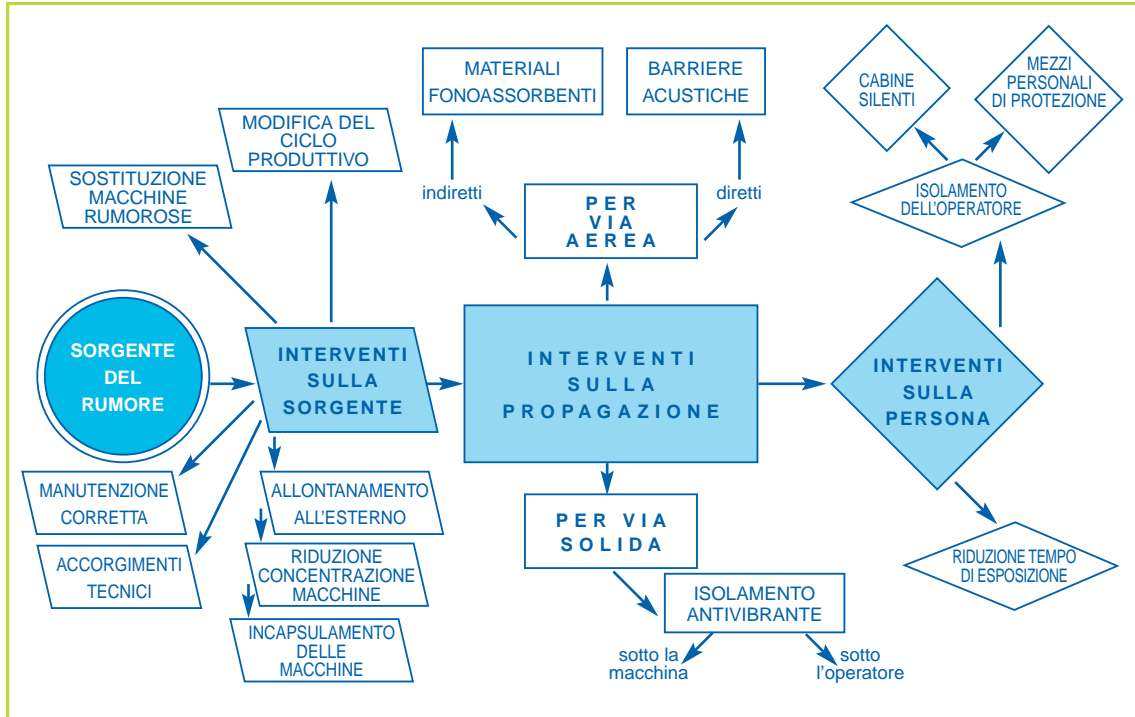 MATERIALI
FONOASSORBENTI
BARRIERE
ACUSTICHE
CABINE
SILENTI
MEZZI
PERSONALI
DI PROTEZIONE
MODIFICA DEL
CICLO
PRODUTTIVO
SOSTITUZIONE
MACCHINE
RUMOROSE
indiretti
diretti
PER
VIA
AEREA
ISOLAMENTO
DELL'OPERATORE
SORGENTE
DEL
RUMORE
INTERVENTI
SULLA
SORGENTE
INTERVENTI
SULLA
PROPAGAZIONE
INTERVENTI
SULLA
PERSONA
MANUTENZIONE
CORRETTA
ALLONTANAMENTO
ALL'ESTERNO
ACCORGIMENTI
TECNICI
RIDUZIONE
CONCENTRAZIONE
MACCHINE
INCAPSULAMENTO
DELLE
MACCHINE
PER VIA
SOLIDA
ISOLAMENTO
ANTIVIBRANTE
sotto la
macchina
sotto
l'operatore
RIDUZIONE TEMPO
DI ESPOSIZIONE